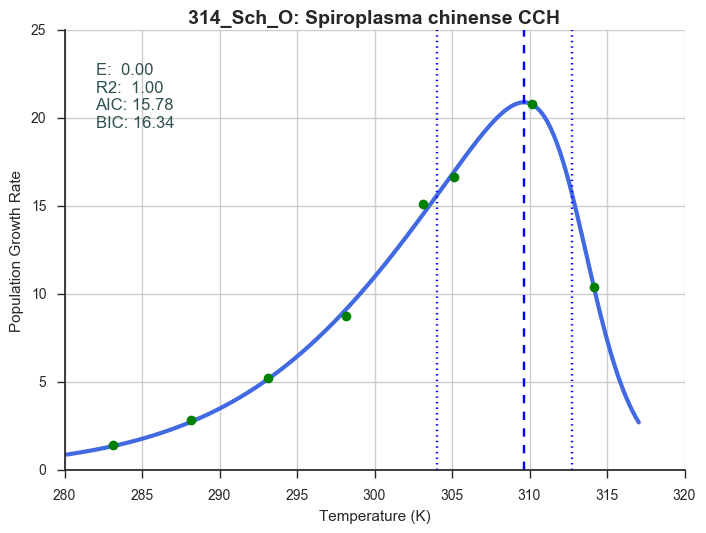 314_Sch_O: Spiroplasma chinense CCH
E:  0.00
R2:  1.00
AIC: 15.78
BIC: 16.34
Population Growth Rate
25
20
15
10
5
0
280 285 290 295 300 305 310 315 320
Temperature (K)